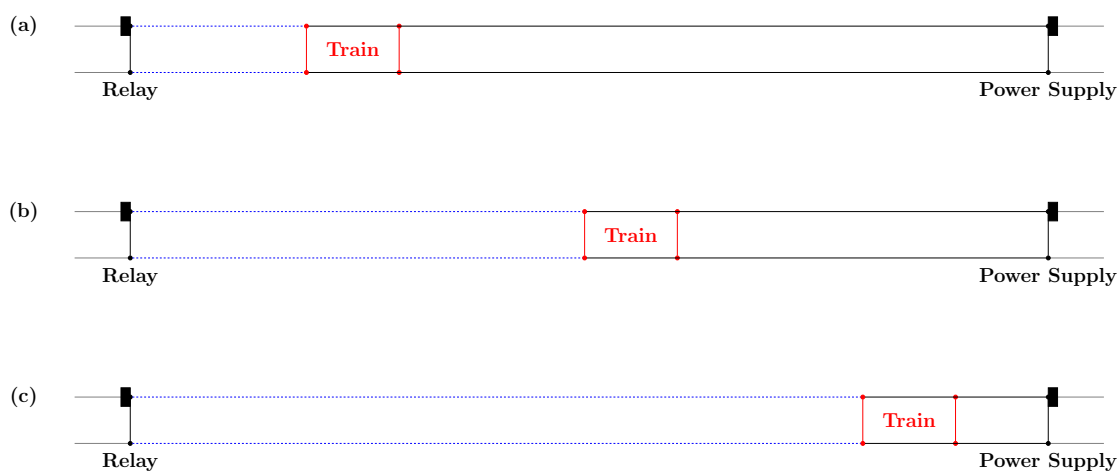 (a)
Train
Relay
Power Supply
(b)
Train
Relay
Power Supply
(c)
Train
Relay
Power Supply